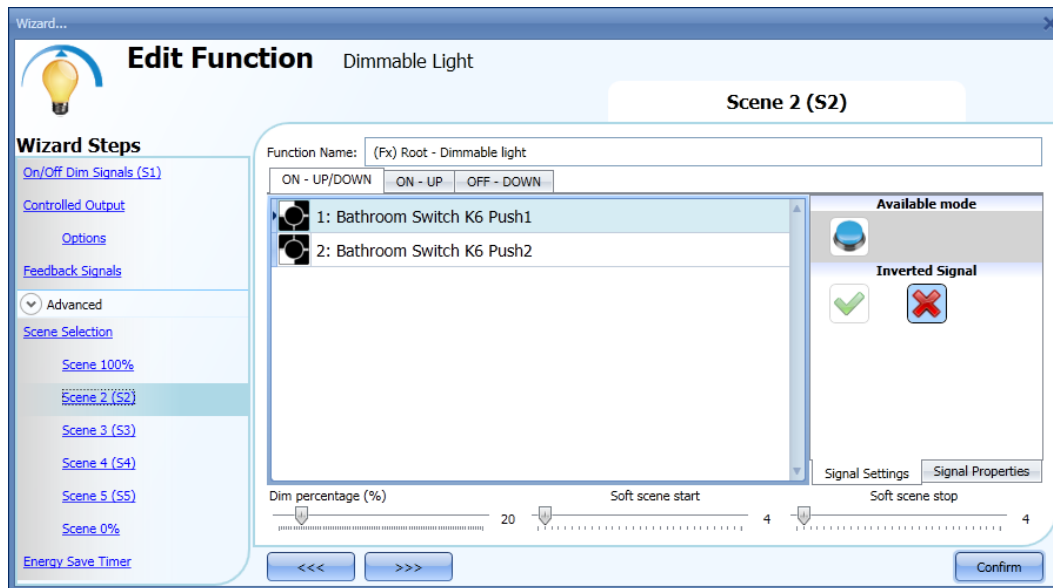 Wizard...
Edit Function Dimmable Light
Scene 2 (S2)
Wizard Steps
On/Off Dim Signals (S1)
Controlled Output
Options
Feedback Signals
Advanced
Scene Selection
Scene 100%
Scene 2 (S2)
Scene 3 (S3)
Scene 4 (S4)
Scene 5 (S5)
Scene 0%
Energy Save Timer
Function Name: (Fx) Root - Dimmable light
ON - UP/DOWN ON - UP OFF - DOWN
1: Bathroom Switch K6 Push1
2: Bathroom Switch K6 Push2
Available mode
Inverted Signal
Signal Settings Signal Properties
Dim percentage (%) Soft scene start Soft scene stop
20 4 4
<<< >>> Confirm